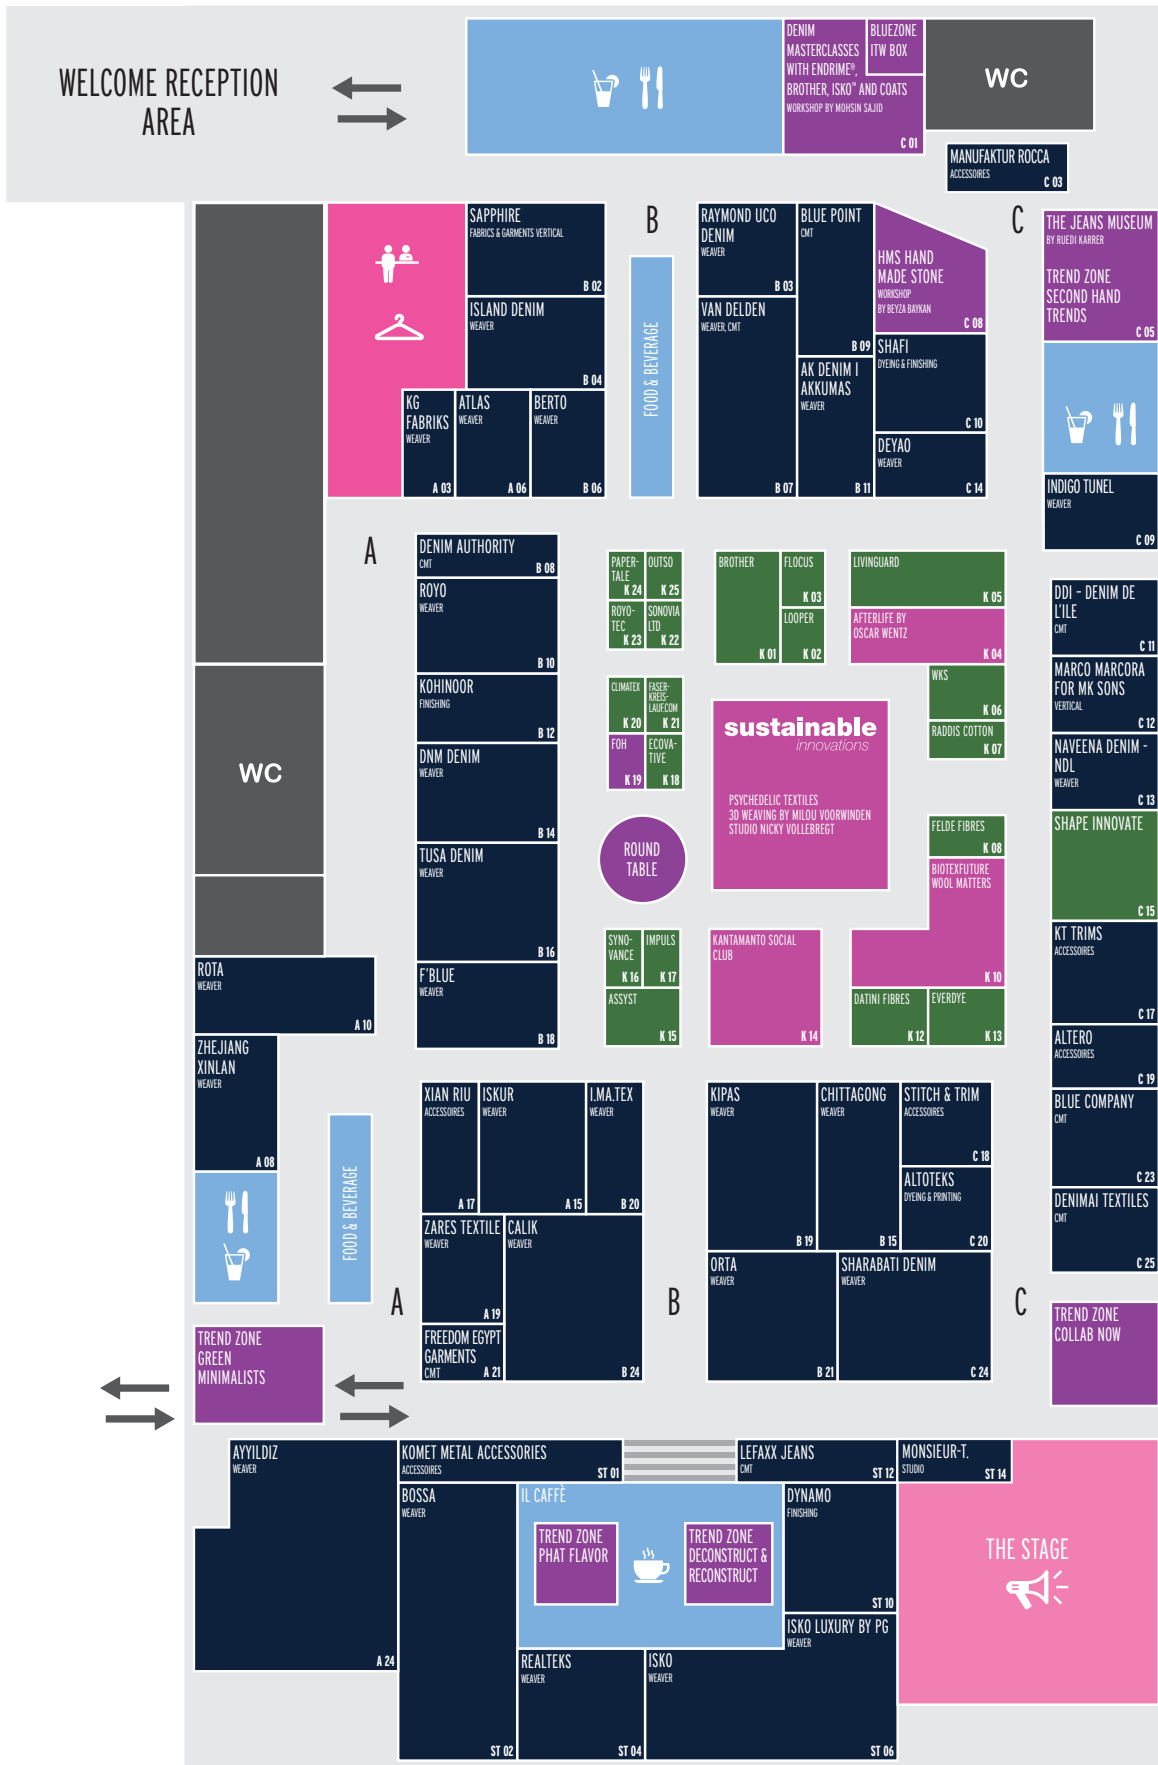 WELCOME RECEPTION
AREA
DENIM
MASTERCLASSES
WITH ENDRIME®,
BROTHER, ISKO™ AND COATS
WORKSHOP BY MOHSIN SAJID
C 01
BLUEZONE
ITW BOX
WC
MANUFAKTUR ROCCA
ACCESSOIRES
C 03
SAPPHIRE
FABRICS & GARMENTS VERTICAL
B 02
ISLAND DENIM
WEAVER
B 04
KG
FABRIKS
WEAVER
A 03
ATLAS
WEAVER
A 06
BERTO
WEAVER
B 06
B
FOOD & BEVERAGE
RAYMOND UCO
DENIM
WEAVER
B 03
VAN DELDEN
WEAVER, CMT
B 07
BLUE POINT
CMT
B 09
AK DENIM I
AKKUMAS
WEAVER
B 11
HMS HAND
MADE STONE
WORKSHOP
BY BEYZA BAYKAN
C 08
SHAFI
DYEING & FINISHING
C 10
DEYAO
WEAVER
C 14
C
THE JEANS MUSEUM
BY RUEDI KARRER
TREND ZONE
SECOND HAND
TRENDS
C 05
INDIGO TUNEL
WEAVER
C 09
A
DENIM AUTHORITY
CMT
B 08
ROYO
WEAVER
B 10
KOHINOOR
FINISHING
B 12
DNM DENIM
WEAVER
B 14
TUSA DENIM
WEAVER
B 16
F'BLUE
WEAVER
B 18
PAPER-
TALE
K 24
OUTSO
K 25
ROYO-
TEC
K 23
SONOVIA
LTD
K 22
BROTHER
K 01
FLOCUS
K 03
LOOPER
K 02
LIVINGUARD
K 05
AFTERLIFE BY
OSCAR WENTZ
K 04
WKS
K 06
RADDIS COTTON
K 07
CLIMATEX
K 20
FASER-
KREIS-
LAUF.COM
K 21
FOH
K 19
ECOVA-
TIVE
K 18
sustainable
innovations
PSYCHEDELIC TEXTILES
3D WEAVING BY MILOU VOORWINDEN
STUDIO NICKY VOLLEBREGT
ROUND
TABLE
FELDE FIBRES
K 08
BIOTEXFUTURE
WOOL MATTERS
K 10
SYNO-
VANCE
K 16
IMPULS
K 17
ASSYST
K 15
KANTAMANTO SOCIAL
CLUB
K 14
DATINI FIBRES
K 12
EVERDYE
K 13
DDI - DENIM DE
L'ILE
CMT
C 11
MARCO MARCORA
FOR MK SONS
VERTICAL
C 12
NAVEENA DENIM -
NDL
WEAVER
C 13
SHAPE INNOVATE
C 15
KT TRIMS
ACCESSOIRES
C 17
ALTERO
ACCESSOIRES
C 19
BLUE COMPANY
CMT
C 23
DENIMAI TEXTILES
CMT
C 25
WC
ROTA
WEAVER
A 10
ZHEJIANG
XINLAN
WEAVER
A 08
FOOD & BEVERAGE
XIAN RIU
ACCESSOIRES
A 17
ISKUR
WEAVER
A 15
I.MA.TEX
WEAVER
B 20
ZARES TEXTILE
WEAVER
A 19
CALIK
WEAVER
B 24
FREEDOM EGYPT
GARMENTS
CMT
A 21
A
B
KIPAS
WEAVER
B 19
CHITTAGONG
WEAVER
B 15
STITCH & TRIM
ACCESSOIRES
C 18
ALTOTEKS
DYEING & PRINTING
C 20
ORTA
WEAVER
B 21
SHARABATI DENIM
WEAVER
C 24
C
TREND ZONE
COLLAB NOW
TREND ZONE
GREEN
MINIMALISTS
AYYILDIZ
WEAVER
A 24
KOMET METAL ACCESSORIES
ACCESSOIRES
ST 01
LEFAXX JEANS
CMT
ST 12
MONSIEUR-T.
STUDIO
ST 14
BOSSA
WEAVER
ST 02
IL CAFFÈ
TREND ZONE
PHAT FLAVOR
TREND ZONE
DECONSTRUCT &
RECONSTRUCT
DYNAMO
FINISHING
ST 10
THE STAGE
REALTEKS
WEAVER
ST 04
ISKO
WEAVER
ISKO LUXURY BY PG
WEAVER
ST 06